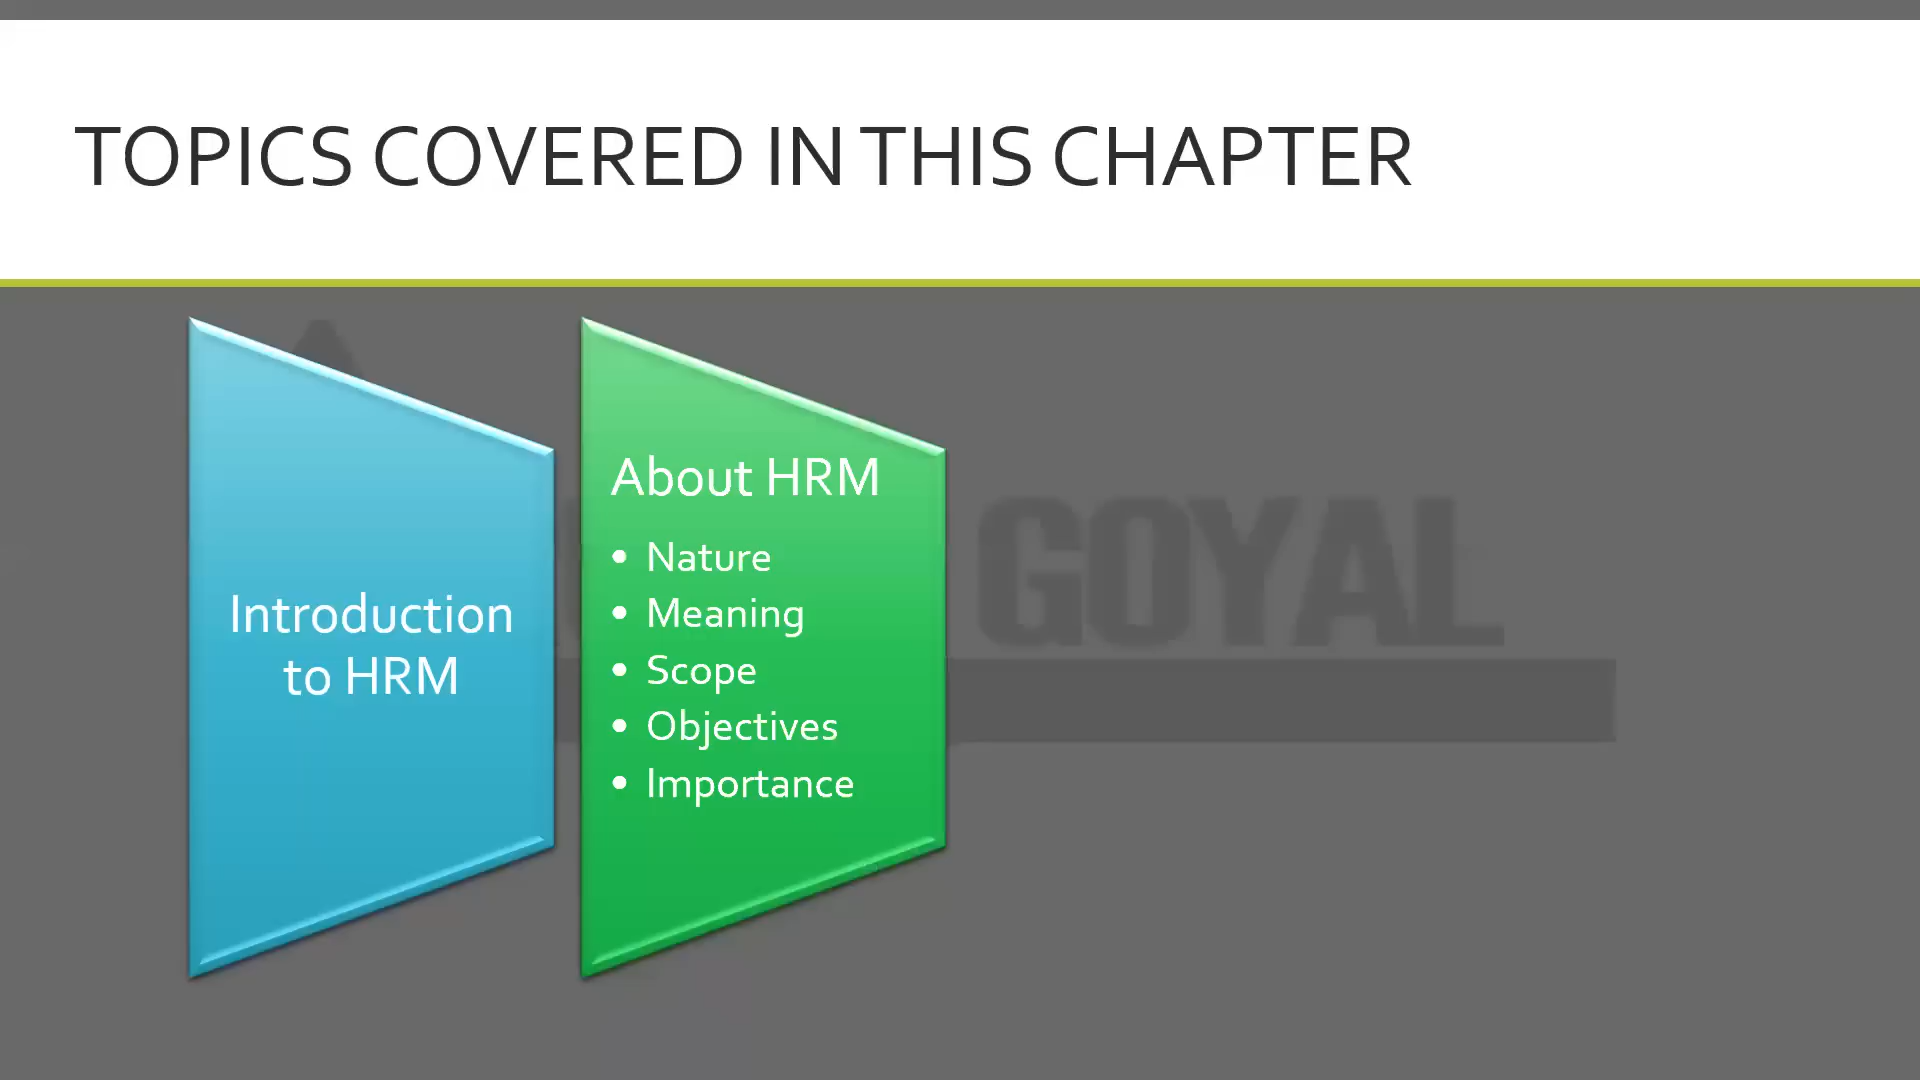 TOPICS COVERED IN THIS CHAPTER
Introduction
to HRM
About HRM
• Nature
• Meaning
• Scope
• Objectives
• Importance
GOYAL